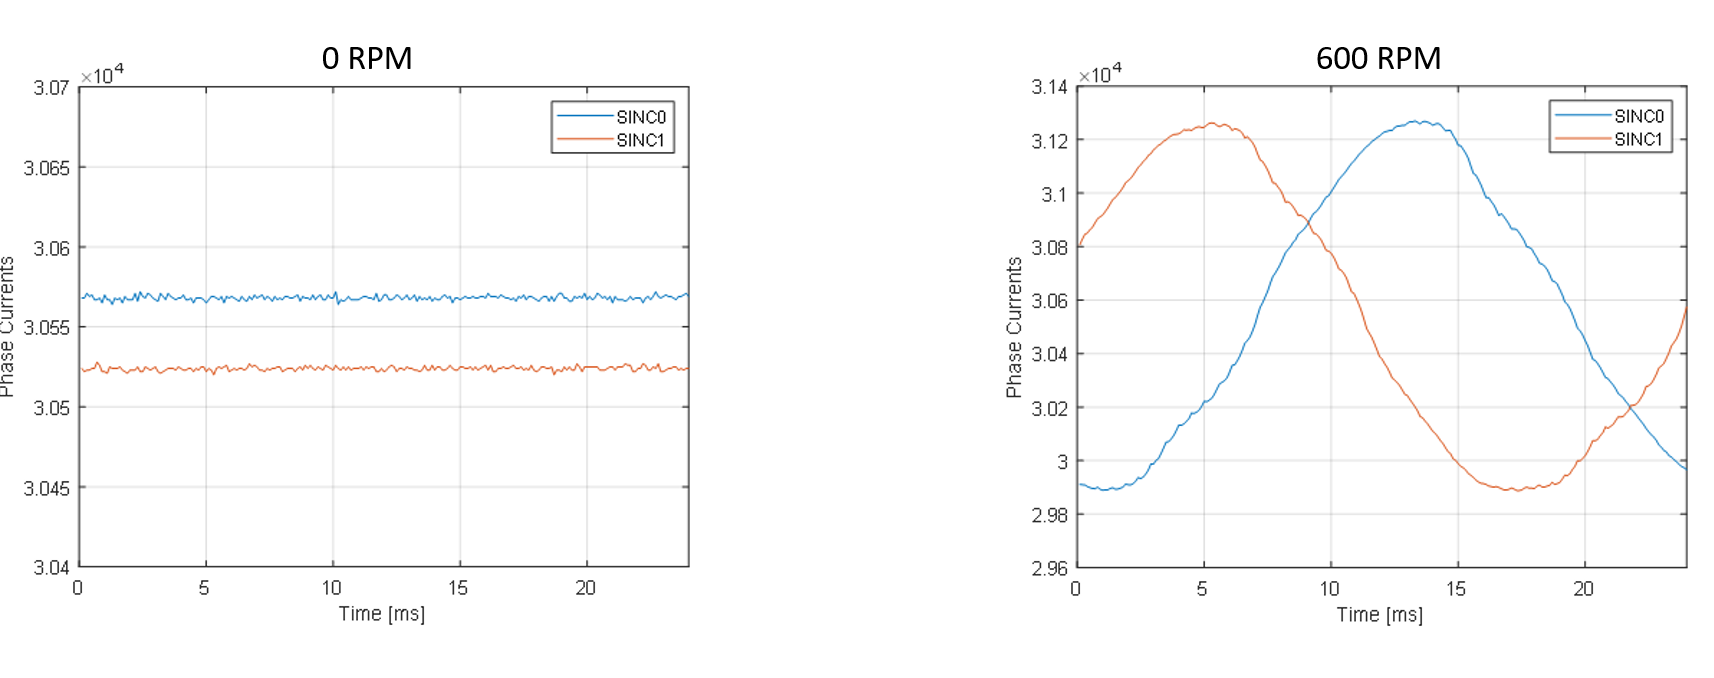 0 RPM
×10⁴
3.07
3.065
3.06
3.055
3.05
3.045
3.04
Phase Currents
SINC0
SINC1
0
5
10
15
20
Time [ms]
600 RPM
×10⁴
3.14
3.12
3.1
3.08
3.06
3.04
3.02
3
2.98
2.96
Phase Currents
SINC0
SINC1
0
5
10
15
20
Time [ms]